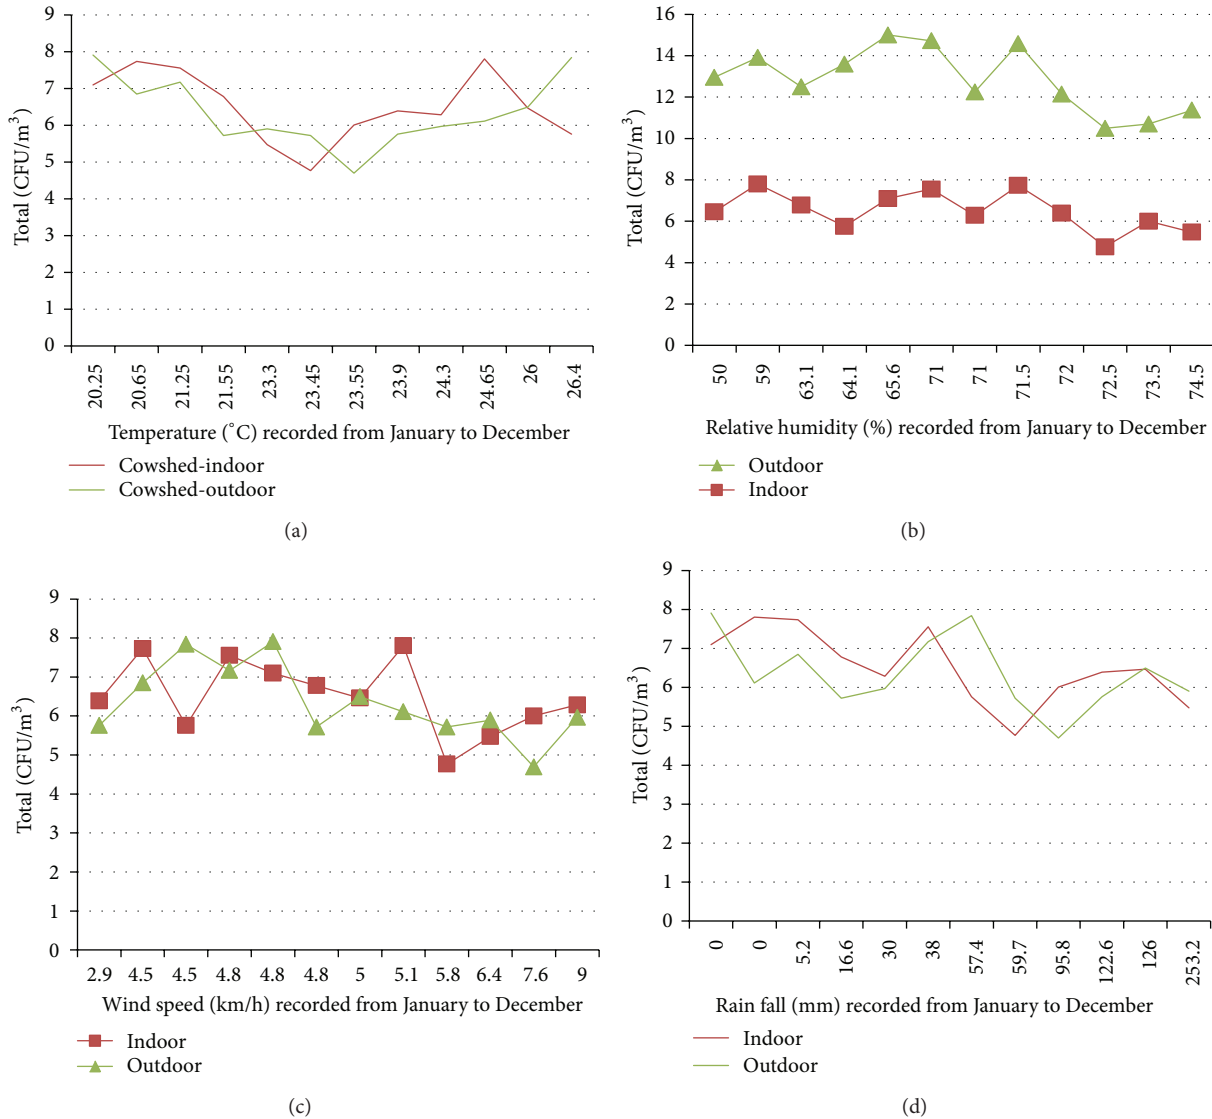 9
8
7
6
5
4
3
2
1
0
Total (CFU/m³)
20.25 20.65 21.25 21.55 23.3 23.45 23.55 23.9 24.3 24.65 26 26.4
Temperature (°C) recorded from January to December
Cowshed-indoor
Cowshed-outdoor
(a)
16
14
12
10
8
6
4
2
0
Total (CFU/m³)
50 59 63.1 64.1 65.6 71 71 71.5 72 72.5 73.5 74.5
Relative humidity (%) recorded from January to December
Outdoor
Indoor
(b)
9
8
7
6
5
4
3
2
1
0
Total (CFU/m³)
2.9 4.5 4.5 4.8 4.8 4.8 5 5.1 5.8 6.4 7.6 9
Wind speed (km/h) recorded from January to December
Indoor
Outdoor
(c)
9
8
7
6
5
4
3
2
1
0
Total (CFU/m³)
0 0 5.2 16.6 30 38 57.4 59.7 95.8 122.6 126 253.2
Rain fall (mm) recorded from January to December
Indoor
Outdoor
(d)